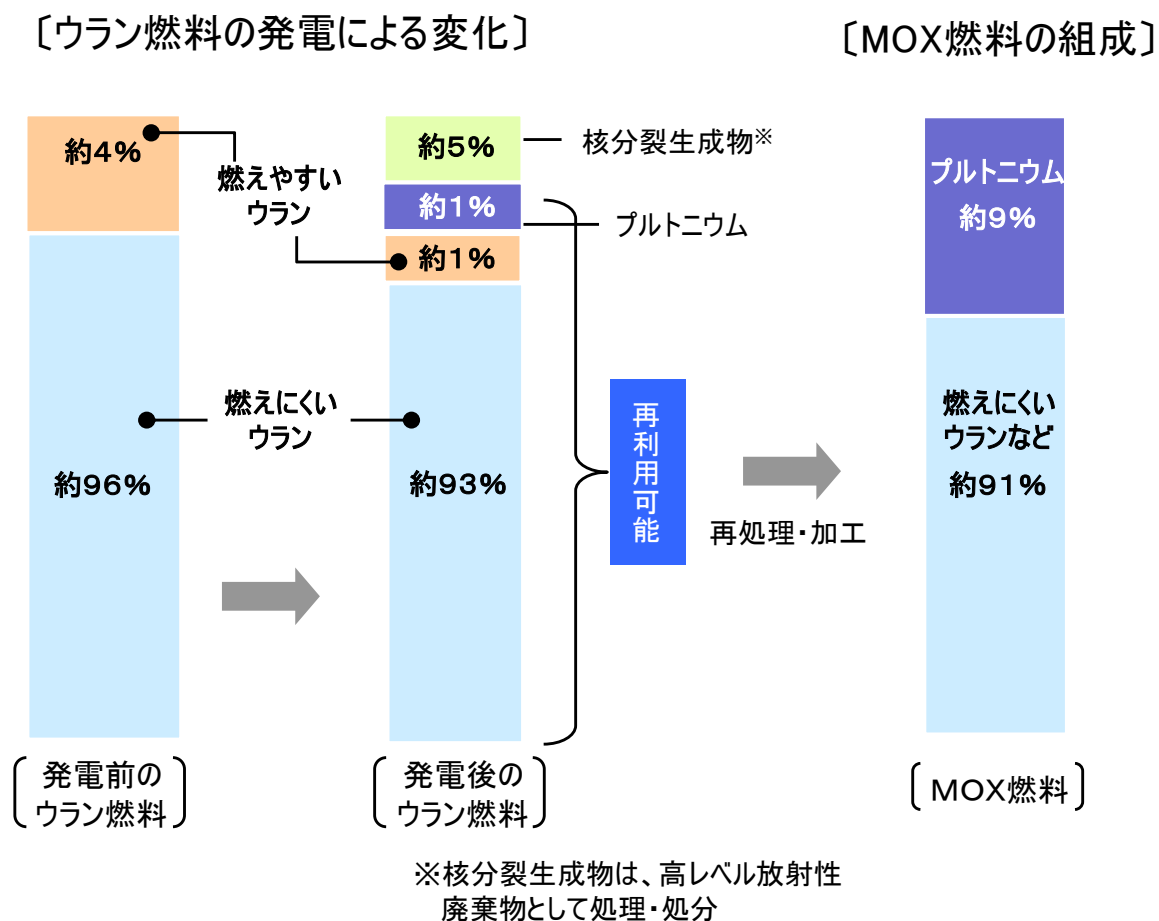 〔ウラン燃料の発電による変化〕
〔MOX燃料の組成〕
約4%
燃えやすい
ウラン
約5%
核分裂生成物※
約1%
プルトニウム
約1%
プルトニウム
約9%
燃えにくい
ウラン
約96%
約93%
再利用可能
再処理・加工
燃えにくい
ウランなど
約91%
発電前の
ウラン燃料
発電後の
ウラン燃料
MOX燃料
※核分裂生成物は、高レベル放射性
廃棄物として処理・処分